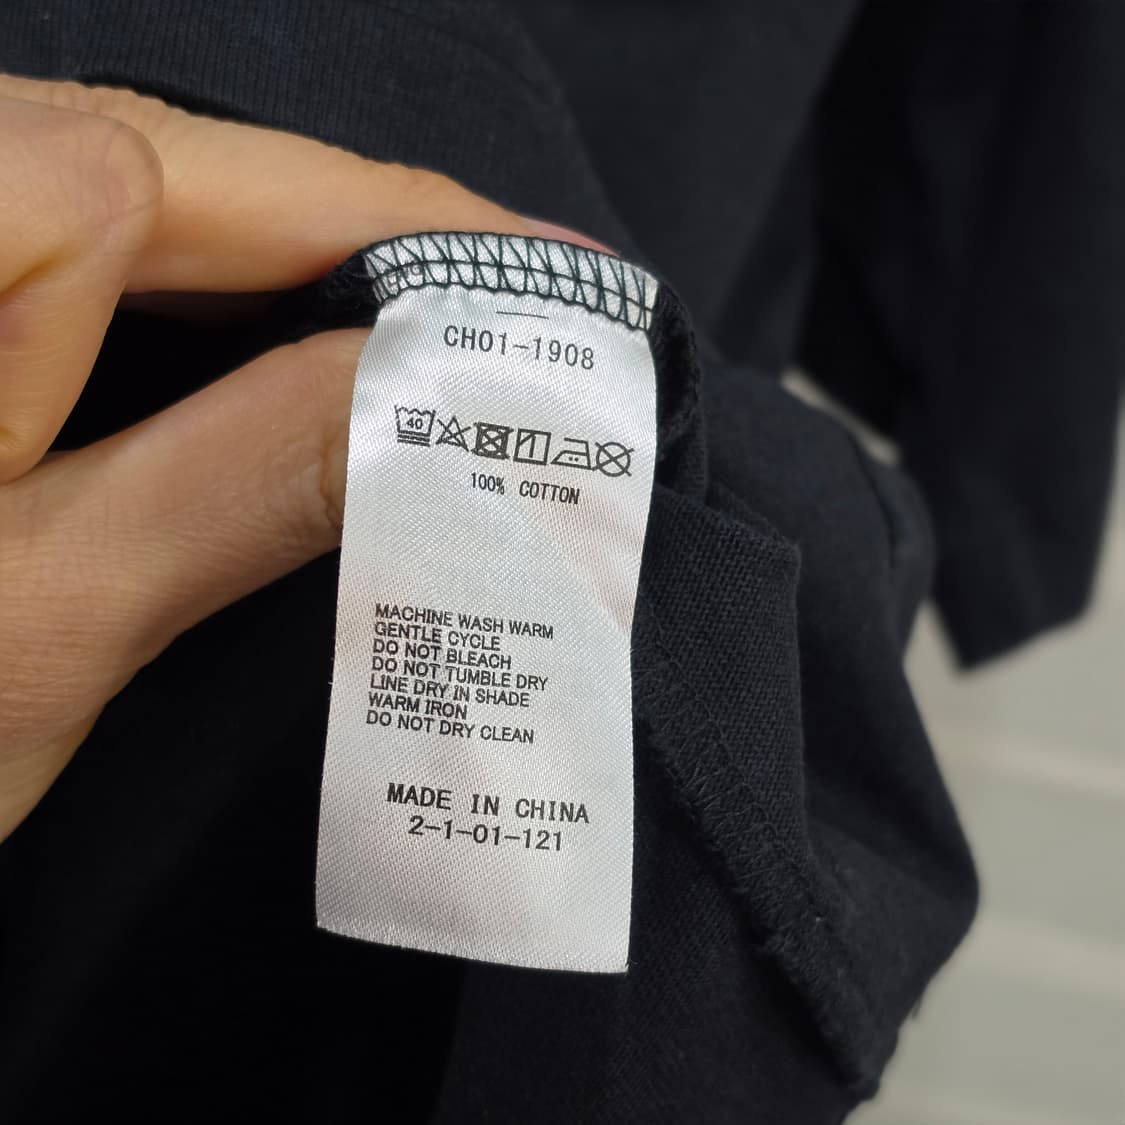 CH01-1908
40
100% COTTON
MACHINE WASH WARM
GENTLE CYCLE
DO NOT BLEACH
DO NOT TUMBLE DRY
LINE DRY IN SHADE
WARM IRON
DO NOT DRY CLEAN
MADE IN CHINA
2-1-01-121